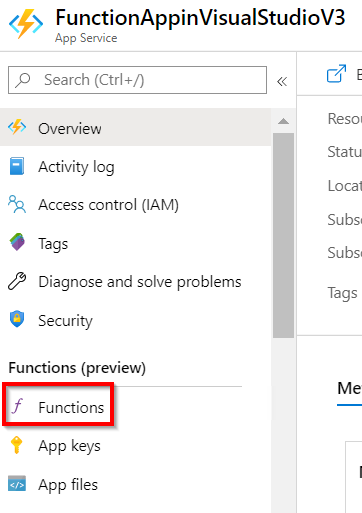 FunctionAppinVisualStudioV3
App Service
Search (Ctrl+/)
«
Overview
Activity log
Access control (IAM)
Tags
Diagnose and solve problems
Security
Functions (preview)
Functions
App keys
App files
Resou
Statu
Locat
Subsc
Subsc
Tags
Me